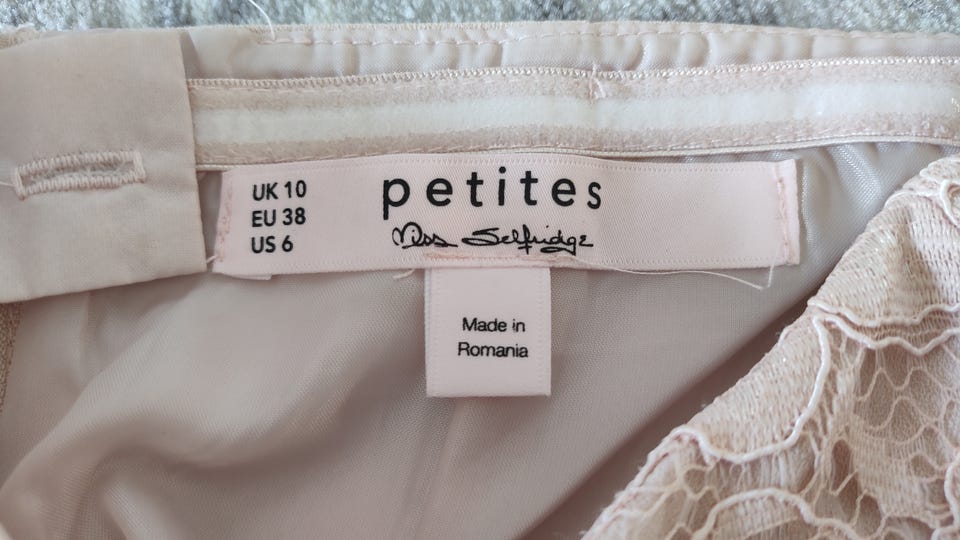 UK 10
EU 38
US 6
petites
Miss Selfridge
Made in
Romania